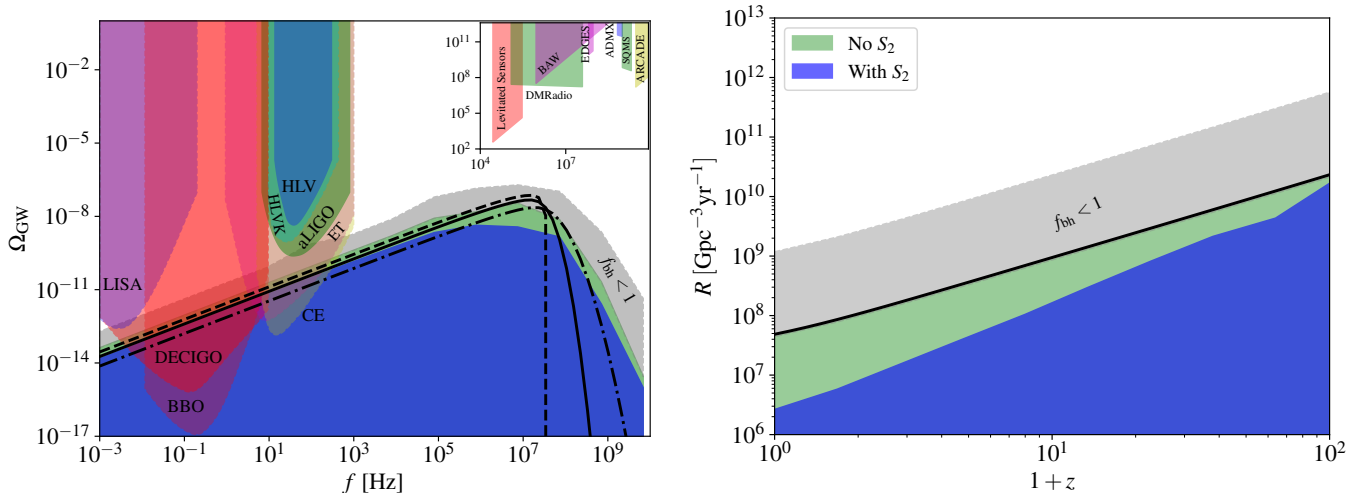 Ω_GW
10^−2
10^−5
10^−8
10^−11
10^−14
10^−17
10^−3
10^−1
10^1
10^3
10^5
10^7
10^9
f [Hz]
LISA
DECIGO
BBO
HLV
HLVK
aLIGO
ET
CE
f_bh < 1
10^11
10^8
10^5
10^2
10^4
10^7
Levitated Sensors
DMRadio
BAW
EDGES
ADMX
SQMS
ARCADE
R [Gpc^−3 yr^−1]
10^13
10^12
10^11
10^10
10^9
10^8
10^7
10^6
10^0
10^1
10^2
1 + z
No S_2
With S_2
f_bh < 1